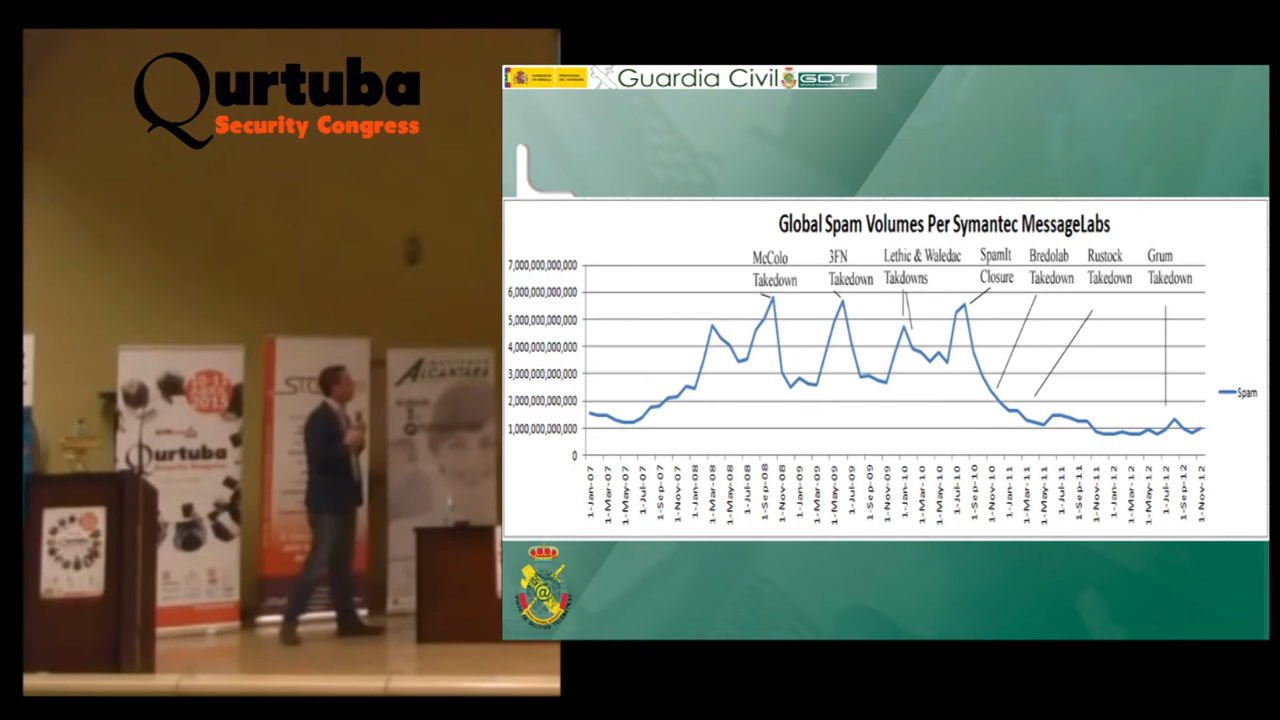 Qurtuba
Security Congress
Guardia Civil
GDT
Global Spam Volumes Per Symantec MessageLabs
McColo
Takedown
3FN
Takedown
Lethic & Waledac
Takdowns
SpamIt
Closure
Bredolab
Takedown
Rustock
Takedown
Grum
Takedown
7,000,000,000,000
6,000,000,000,000
5,000,000,000,000
4,000,000,000,000
3,000,000,000,000
2,000,000,000,000
1,000,000,000,000
0
Spam
1-Jan-07
1-Mar-07
1-May-07
1-Jul-07
1-Sep-07
1-Nov-07
1-Jan-08
1-Mar-08
1-May-08
1-Jul-08
1-Sep-08
1-Nov-08
1-Jan-09
1-Mar-09
1-May-09
1-Jul-09
1-Sep-09
1-Nov-09
1-Jan-10
1-Mar-10
1-May-10
1-Jul-10
1-Sep-10
1-Nov-10
1-Jan-11
1-Mar-11
1-May-11
1-Jul-11
1-Sep-11
1-Nov-11
1-Jan-12
1-Mar-12
1-May-12
1-Jul-12
1-Sep-12
1-Nov-12
Qurtuba
Security Congress
ALCANTARA